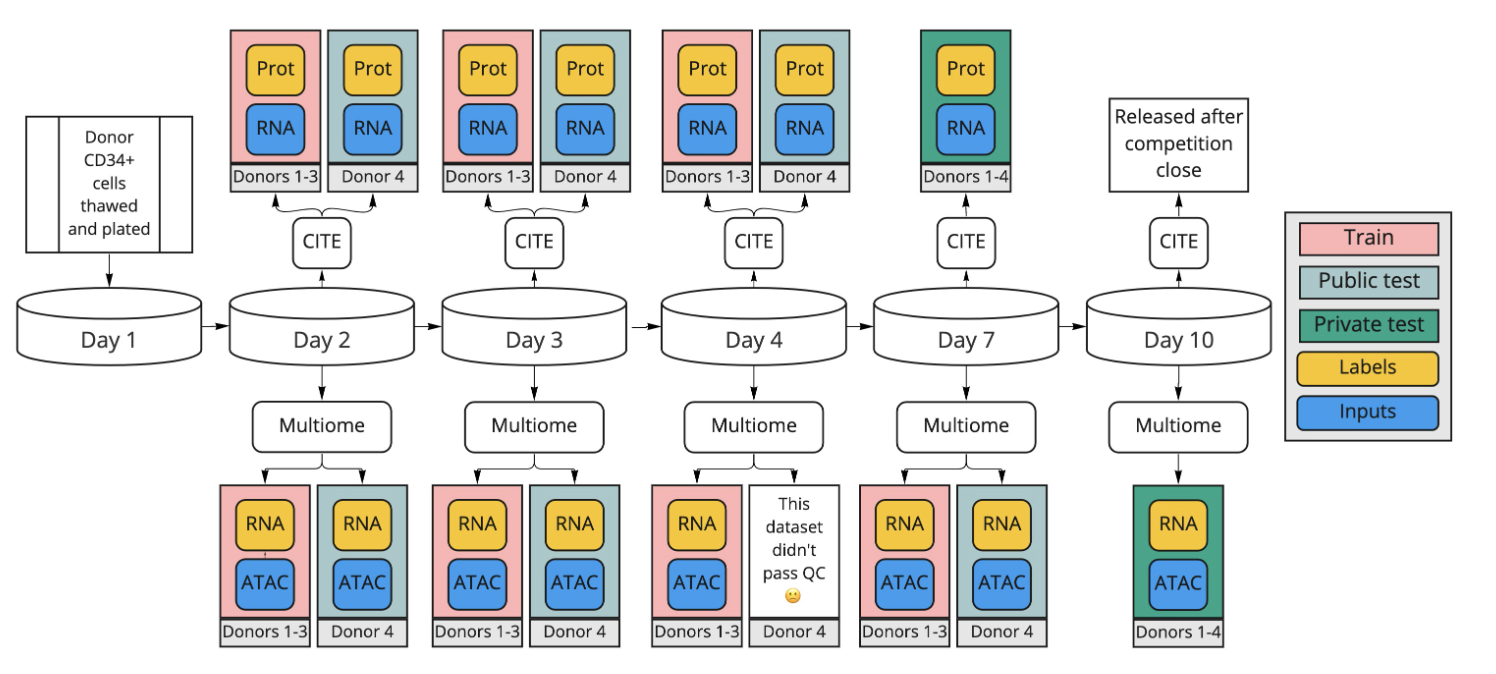 Prot
Prot
Prot
Prot
Prot
Prot
Prot
RNA
RNA
RNA
RNA
RNA
RNA
RNA
Donors 1-3
Donor 4
Donors 1-3
Donor 4
Donors 1-3
Donor 4
Donors 1-4
Released after
competition
close
Donor
CD34+
cells
thawed
and plated
CITE
CITE
CITE
CITE
CITE
Day 1
Day 2
Day 3
Day 4
Day 7
Day 10
Train
Public test
Private test
Labels
Inputs
Multiome
Multiome
Multiome
Multiome
Multiome
RNA
RNA
RNA
RNA
RNA
This
dataset
didn't
pass QC
RNA
RNA
RNA
ATAC
ATAC
ATAC
ATAC
ATAC
ATAC
ATAC
ATAC
Donors 1-3
Donor 4
Donors 1-3
Donor 4
Donors 1-3
Donor 4
Donors 1-3
Donor 4
Donors 1-4